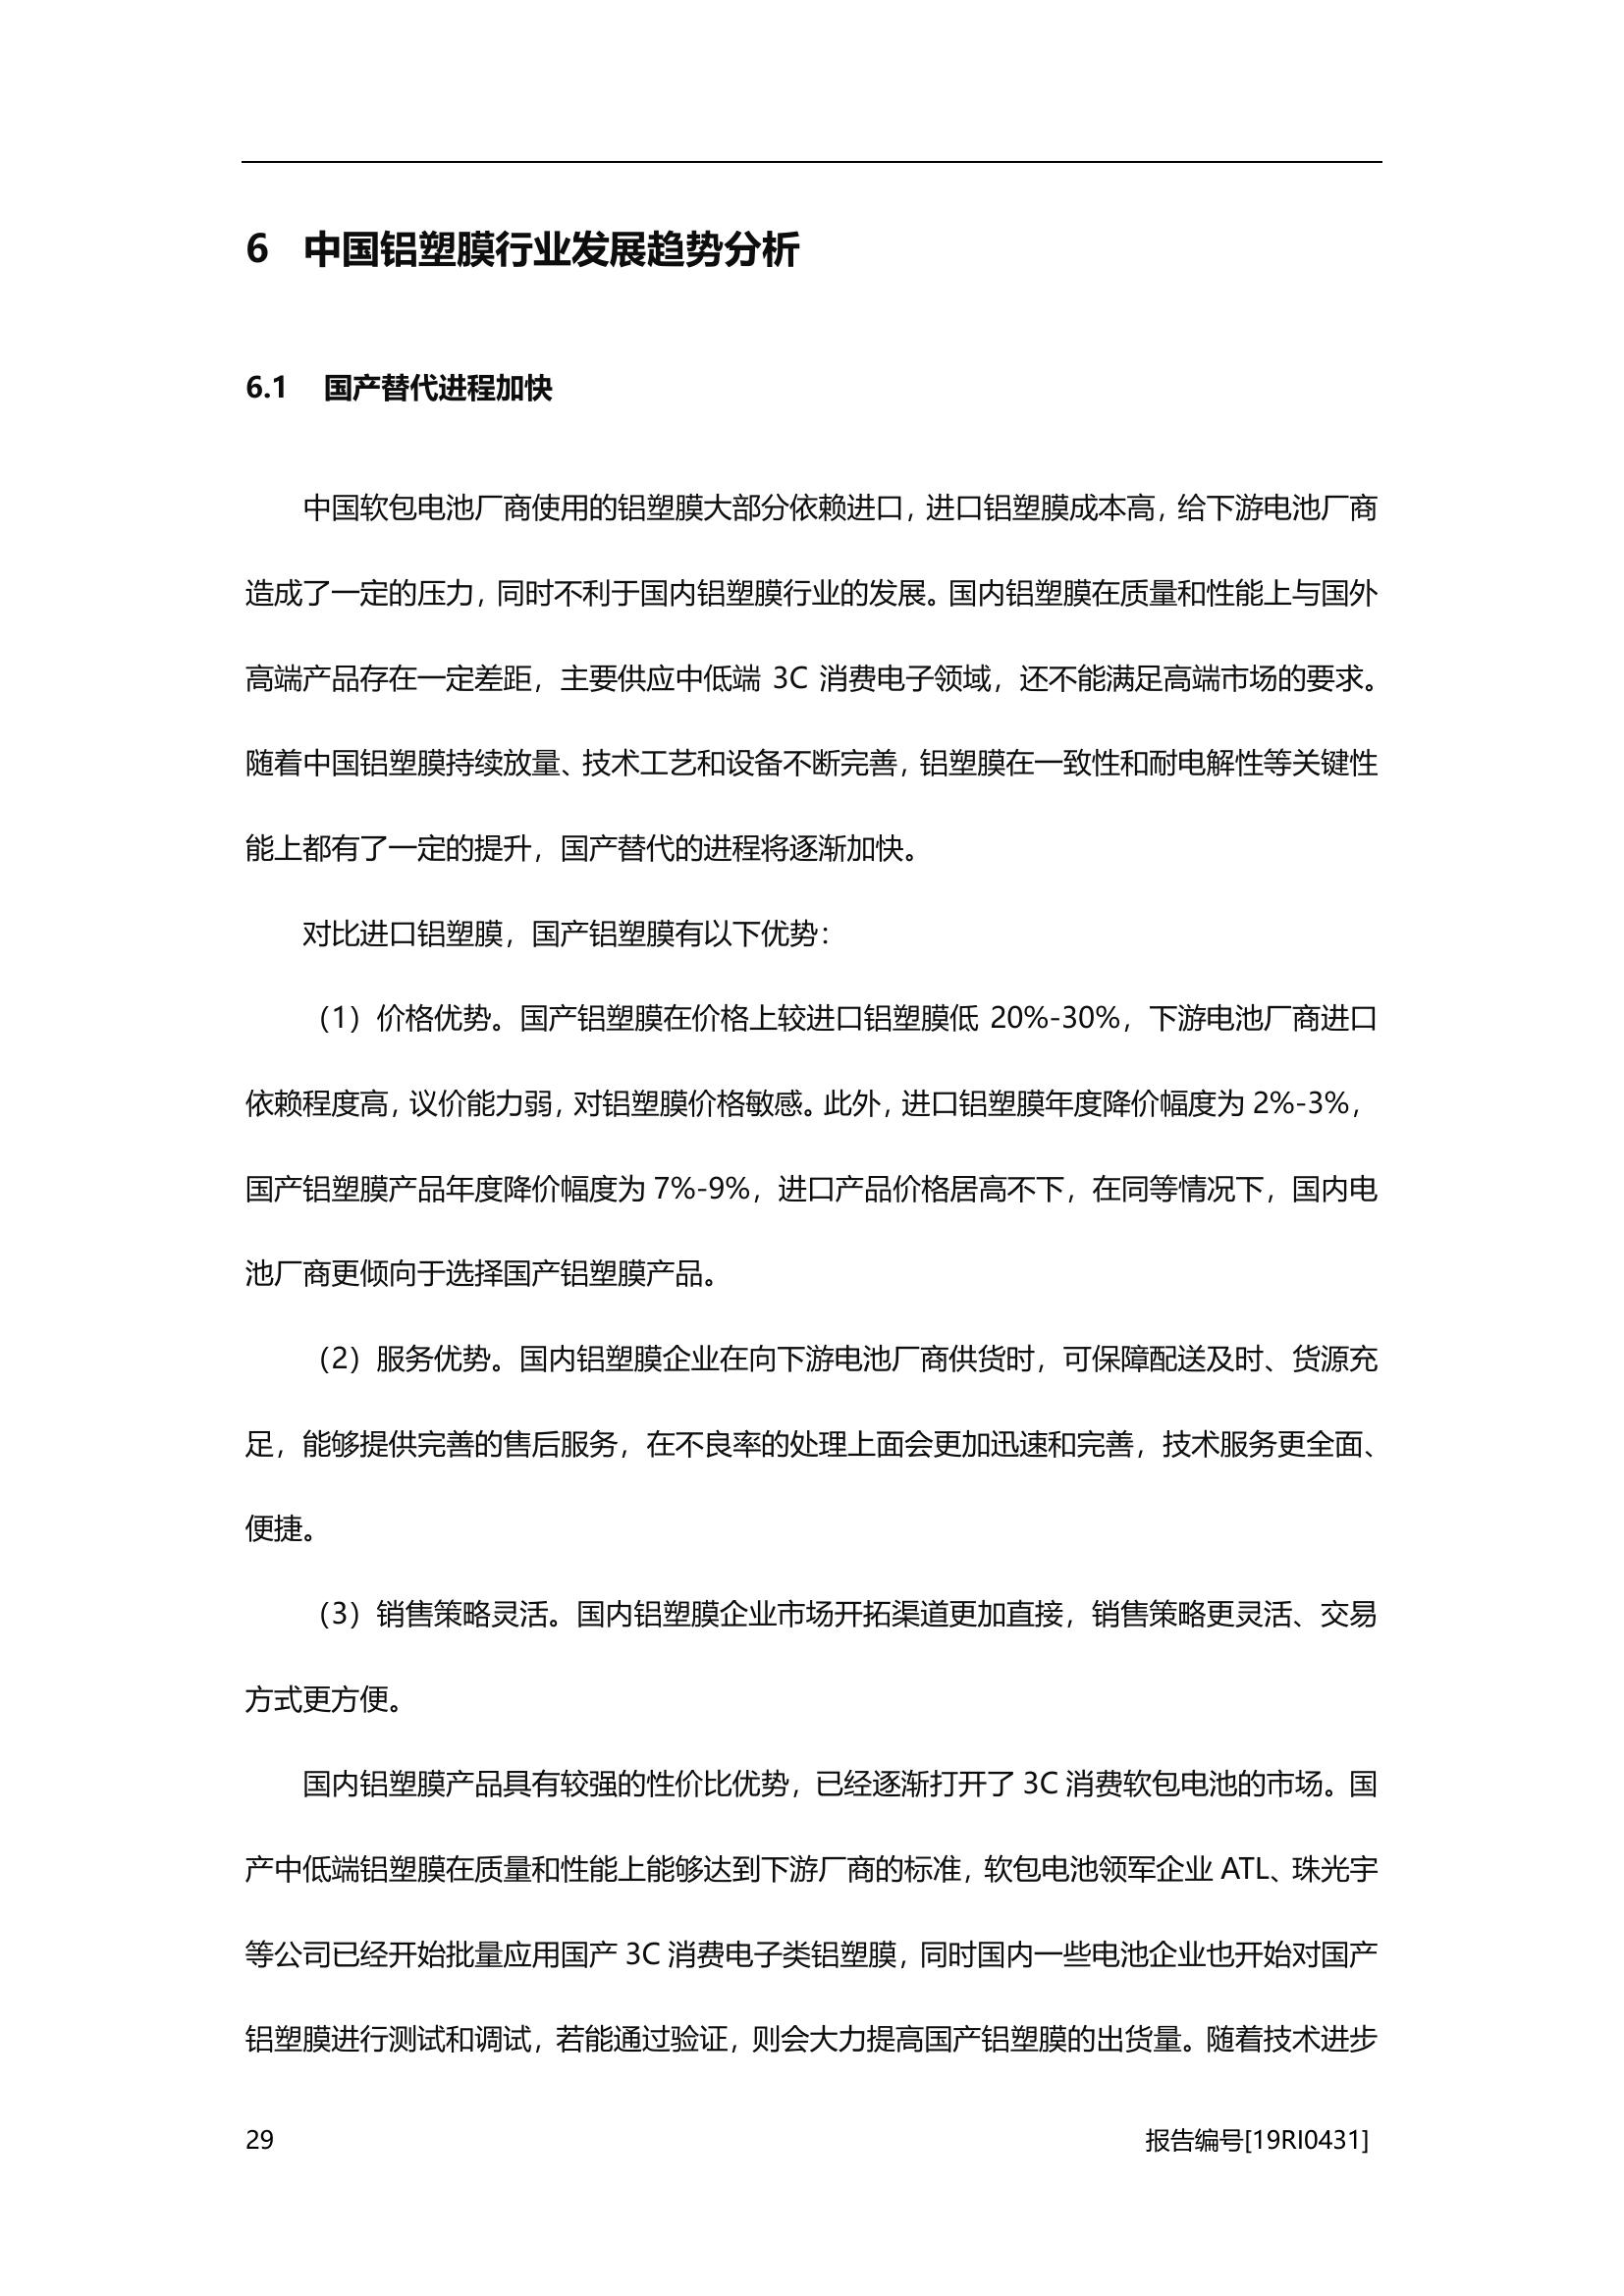 6 中国铝塑膜行业发展趋势分析
6.1 国产替代进程加快
中国软包电池厂商使用的铝塑膜大部分依赖进口，进口铝塑膜成本高，给下游电池厂商
造成了一定的压力，同时不利于国内铝塑膜行业的发展。国内铝塑膜在质量和性能上与国外
高端产品存在一定差距，主要供应中低端 3C 消费电子领域，还不能满足高端市场的要求。
随着中国铝塑膜持续放量、技术工艺和设备不断完善，铝塑膜在一致性和耐电解性等关键性
能上都有了一定的提升，国产替代的进程将逐渐加快。
对比进口铝塑膜，国产铝塑膜有以下优势：
（1）价格优势。国产铝塑膜在价格上较进口铝塑膜低 20%-30%，下游电池厂商进口
依赖程度高，议价能力弱，对铝塑膜价格敏感。此外，进口铝塑膜年度降价幅度为 2%-3%，
国产铝塑膜产品年度降价幅度为 7%-9%，进口产品价格居高不下，在同等情况下，国内电
池厂商更倾向于选择国产铝塑膜产品。
（2）服务优势。国内铝塑膜企业在向下游电池厂商供货时，可保障配送及时、货源充
足，能够提供完善的售后服务，在不良率的处理上面会更加迅速和完善，技术服务更全面、
便捷。
（3）销售策略灵活。国内铝塑膜企业市场开拓渠道更加直接，销售策略更灵活、交易
方式更方便。
国内铝塑膜产品具有较强的性价比优势，已经逐渐打开了 3C 消费软包电池的市场。国
产中低端铝塑膜在质量和性能上能够达到下游厂商的标准，软包电池领军企业 ATL、珠光宇
等公司已经开始批量应用国产 3C 消费电子类铝塑膜，同时国内一些电池企业也开始对国产
铝塑膜进行测试和调试，若能通过验证，则会大力提高国产铝塑膜的出货量。随着技术进步
29 报告编号[19RI0431]